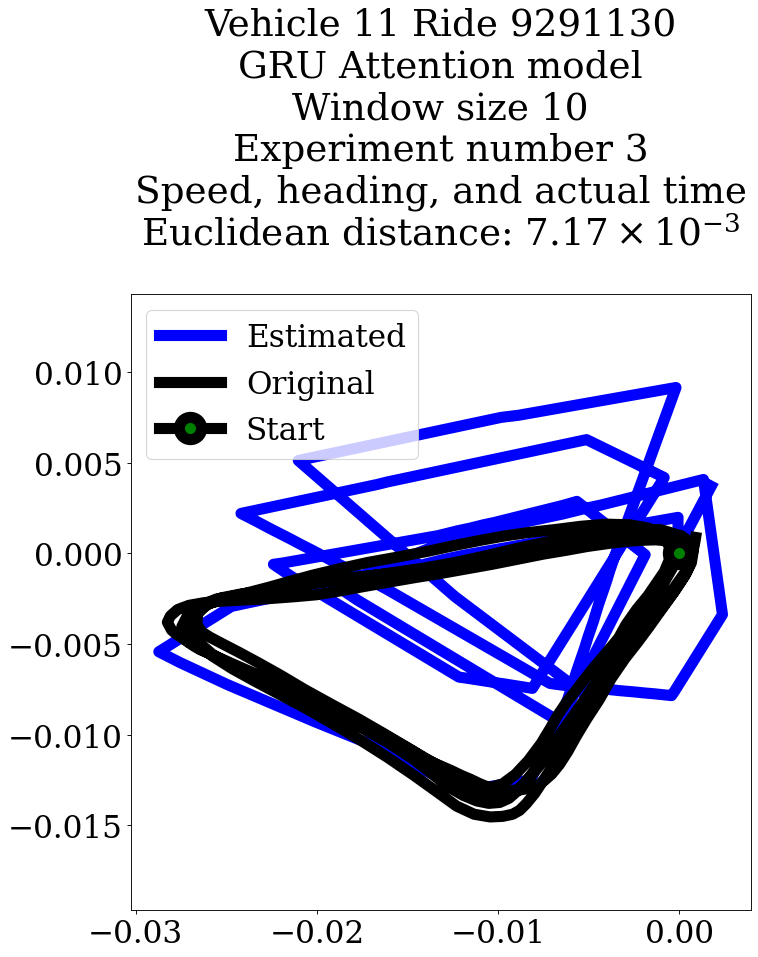 Vehicle 11 Ride 9291130
GRU Attention model
Window size 10
Experiment number 3
Speed, heading, and actual time
Euclidean distance: 7.17 × 10⁻³
Estimated
Original
Start
0.010
0.005
0.000
−0.005
−0.010
−0.015
−0.03 −0.02 −0.01 0.00